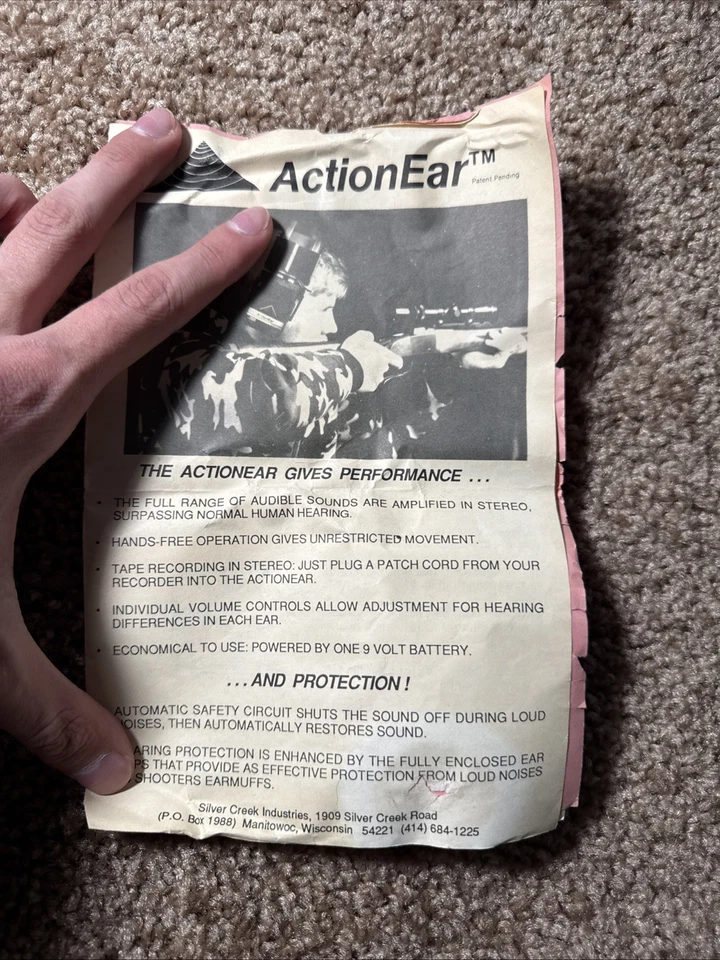 ActionEar™
Patent Pending
THE ACTIONEAR GIVES PERFORMANCE ...
• THE FULL RANGE OF AUDIBLE SOUNDS ARE AMPLIFIED IN STEREO,
SURPASSING NORMAL HUMAN HEARING.
• HANDS-FREE OPERATION GIVES UNRESTRICTED MOVEMENT.
• TAPE RECORDING IN STEREO: JUST PLUG A PATCH CORD FROM YOUR
RECORDER INTO THE ACTIONEAR.
• INDIVIDUAL VOLUME CONTROLS ALLOW ADJUSTMENT FOR HEARING
DIFFERENCES IN EACH EAR.
• ECONOMICAL TO USE: POWERED BY ONE 9 VOLT BATTERY.
...AND PROTECTION!
AUTOMATIC SAFETY CIRCUIT SHUTS THE SOUND OFF DURING LOUD
OISES, THEN AUTOMATICALLY RESTORES SOUND.
ARING PROTECTION IS ENHANCED BY THE FULLY ENCLOSED EAR
PS THAT PROVIDE AS EFFECTIVE PROTECTION FROM LOUD NOISES
SHOOTERS EARMUFFS.
Silver Creek Industries, 1909 Silver Creek Road
(P.O. Box 1988) Manitowoc, Wisconsin 54221 (414) 684-1225